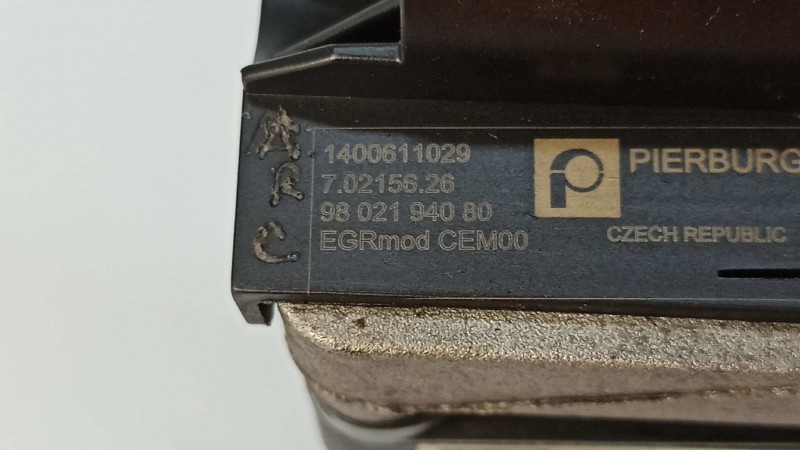 A
R
C
1400611029
7.02156.26
98 021 940 80
EGRmod CEM00
PIERBURG
CZECH REPUBLIC